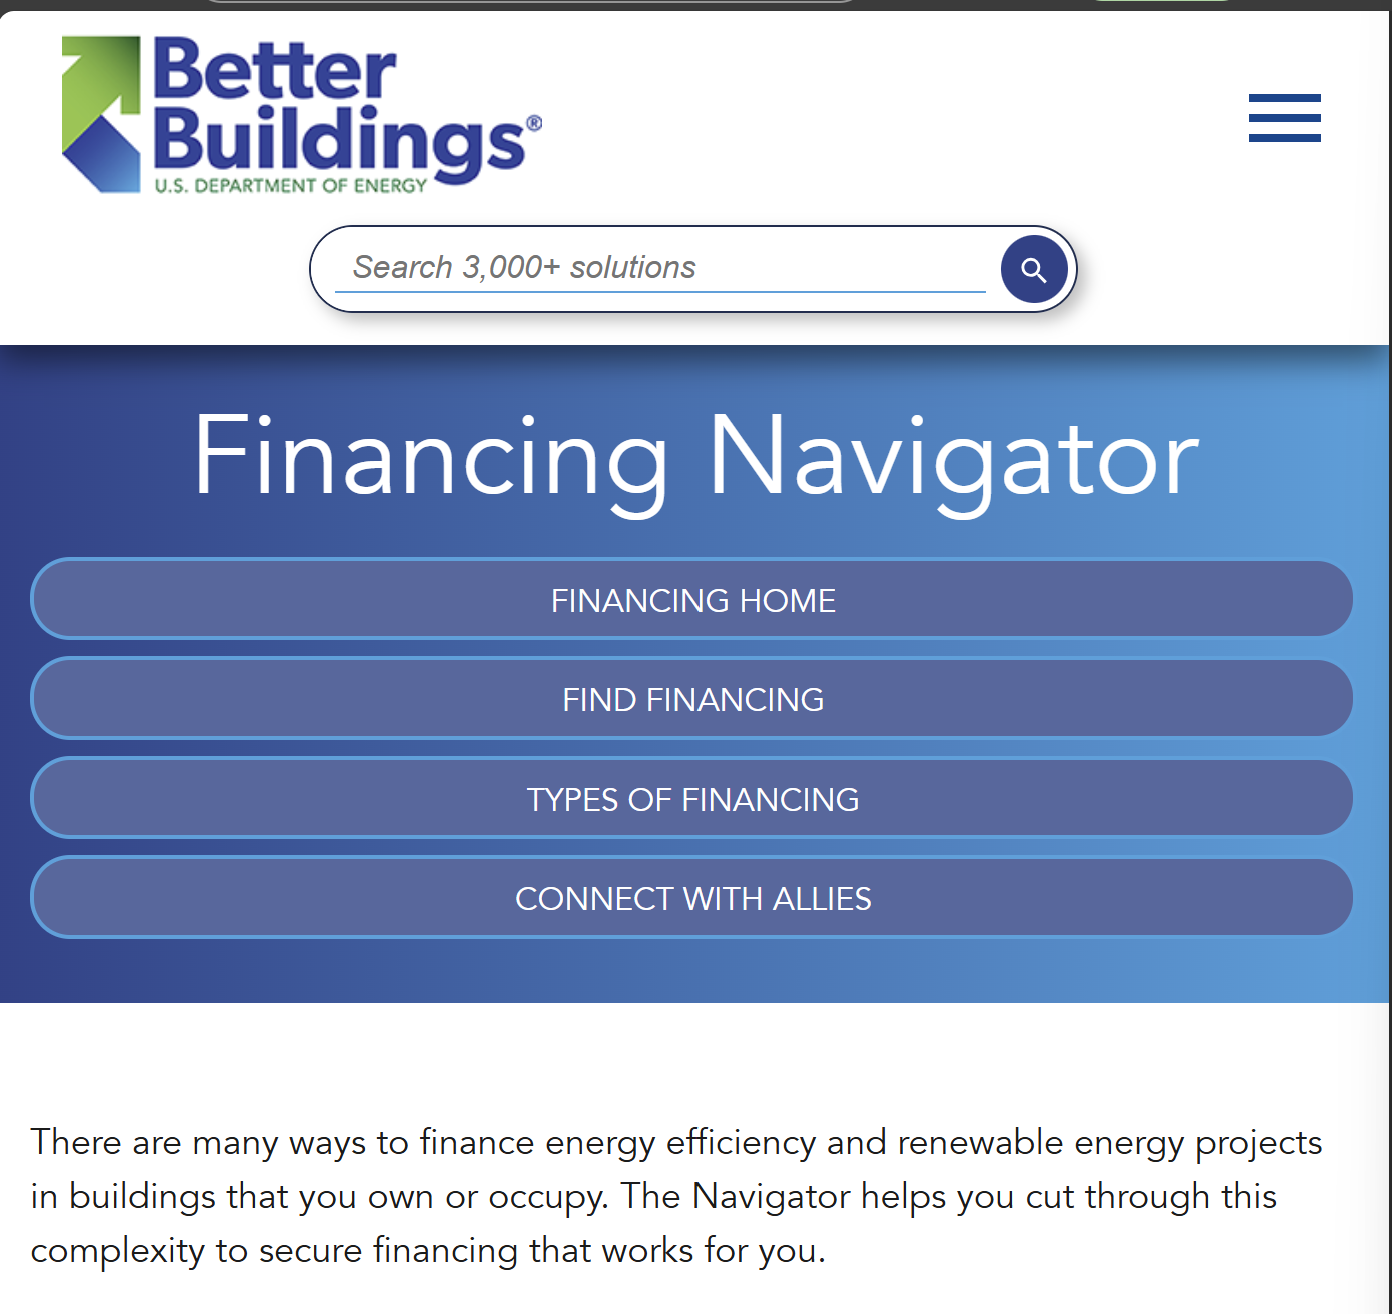 Better
Buildings®
U.S. DEPARTMENT OF ENERGY
Search 3,000+ solutions
Financing Navigator
FINANCING HOME
FIND FINANCING
TYPES OF FINANCING
CONNECT WITH ALLIES
There are many ways to finance energy efficiency and renewable energy projects
in buildings that you own or occupy. The Navigator helps you cut through this
complexity to secure financing that works for you.